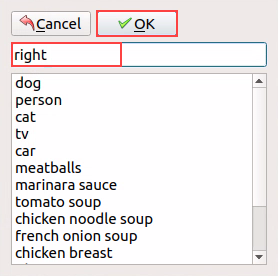 Cancel OK
right
dog
person
cat
tv
car
meatballs
marinara sauce
tomato soup
chicken noodle soup
french onion soup
chicken breast